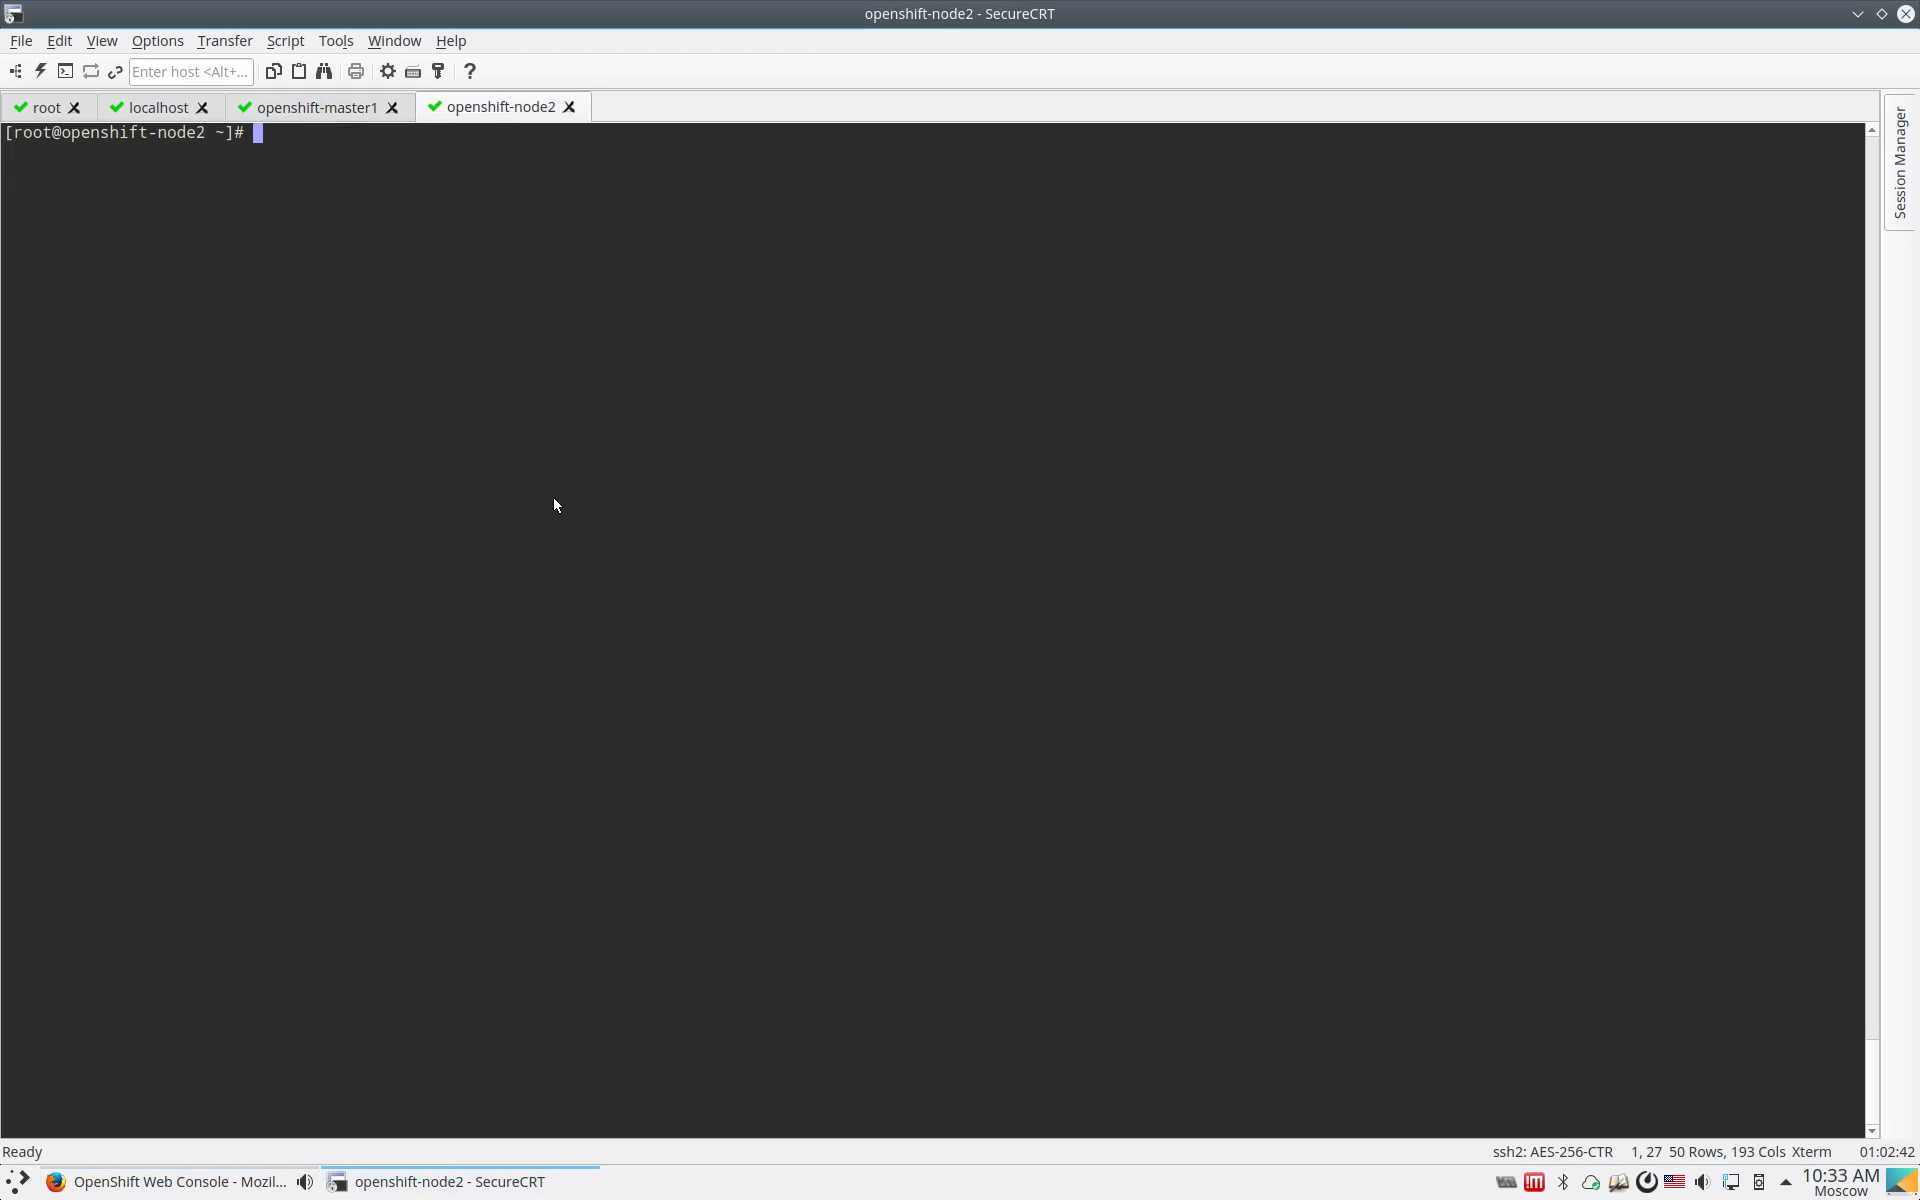 openshift-node2 - SecureCRT
File Edit View Options Transfer Script Tools Window Help
Enter host <Alt+...
root localhost openshift-master1 openshift-node2
[root@openshift-node2 ~]#
Session Manager
Ready ssh2: AES-256-CTR 1, 27 50 Rows, 193 Cols Xterm 01:02:42
OpenShift Web Console - Mozil... openshift-node2 - SecureCRT 10:33 AM
Moscow